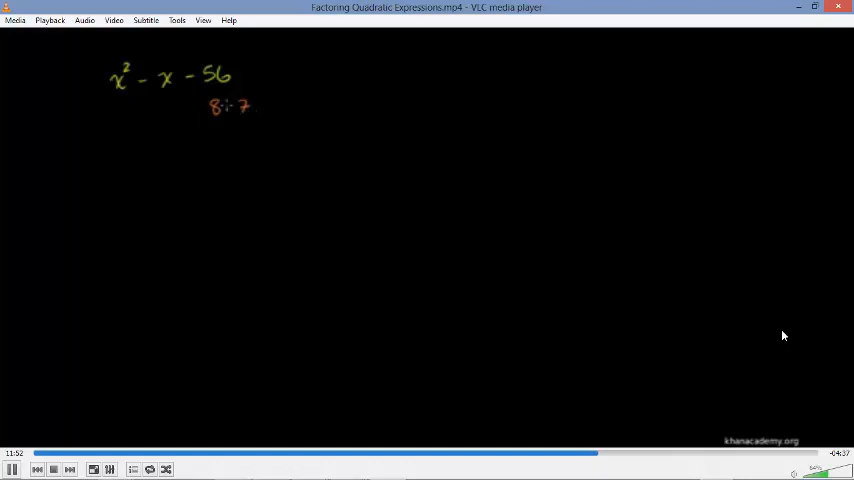 Factoring Quadratic Expressions.mp4 - VLC media player
Media Playback Audio Video Subtitle Tools View Help
x² - x - 56
8·7
khanacademy.org
11:52 -04:37
64%